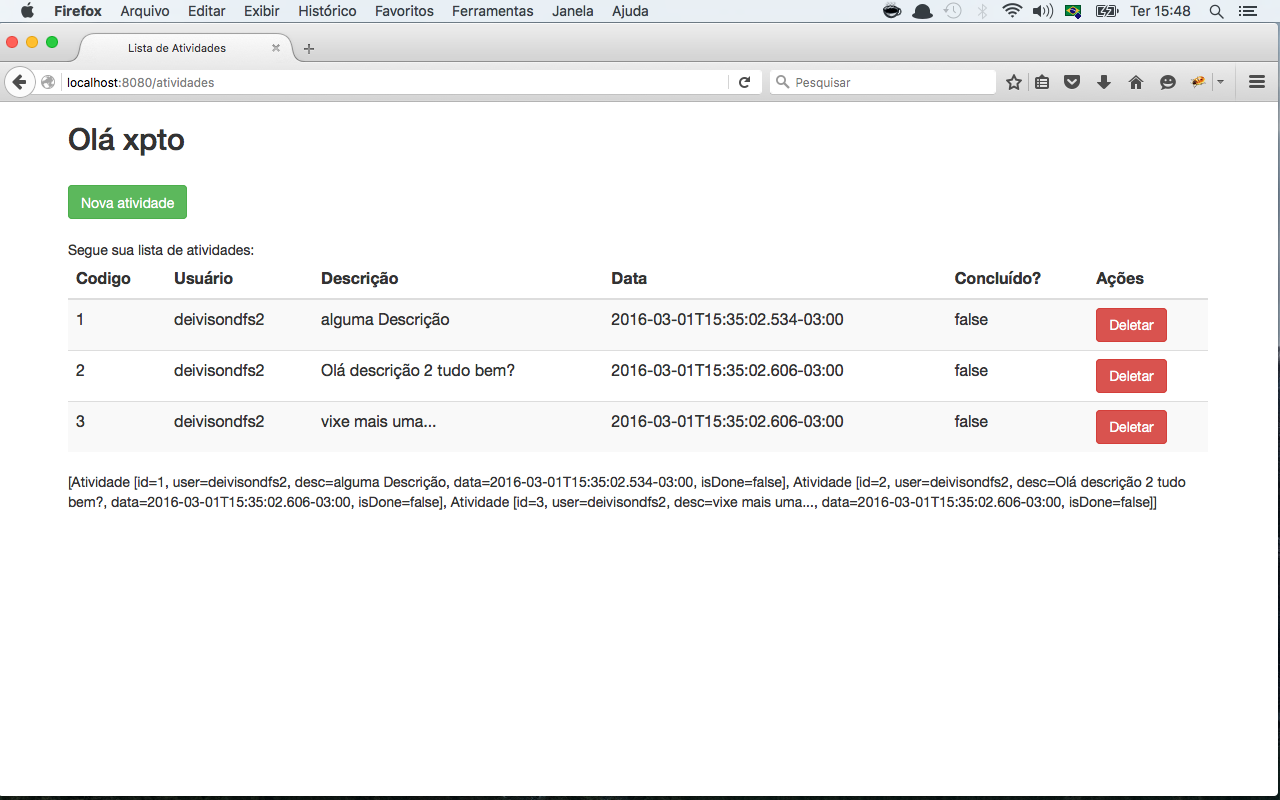 Firefox Arquivo Editar Exibir Histórico Favoritos Ferramentas Janela Ajuda Ter 15:48
Lista de Atividades
localhost:8080/atividades Pesquisar
Olá xpto
Nova atividade
Segue sua lista de atividades:
Codigo Usuário Descrição Data Concluído? Ações
1 deivisondfs2 alguma Descrição 2016-03-01T15:35:02.534-03:00 false Deletar
2 deivisondfs2 Olá descrição 2 tudo bem? 2016-03-01T15:35:02.606-03:00 false Deletar
3 deivisondfs2 vixe mais uma... 2016-03-01T15:35:02.606-03:00 false Deletar
[Atividade [id=1, user=deivisondfs2, desc=alguma Descrição, data=2016-03-01T15:35:02.534-03:00, isDone=false], Atividade [id=2, user=deivisondfs2, desc=Olá descrição 2 tudo
bem?, data=2016-03-01T15:35:02.606-03:00, isDone=false], Atividade [id=3, user=deivisondfs2, desc=vixe mais uma..., data=2016-03-01T15:35:02.606-03:00, isDone=false]]